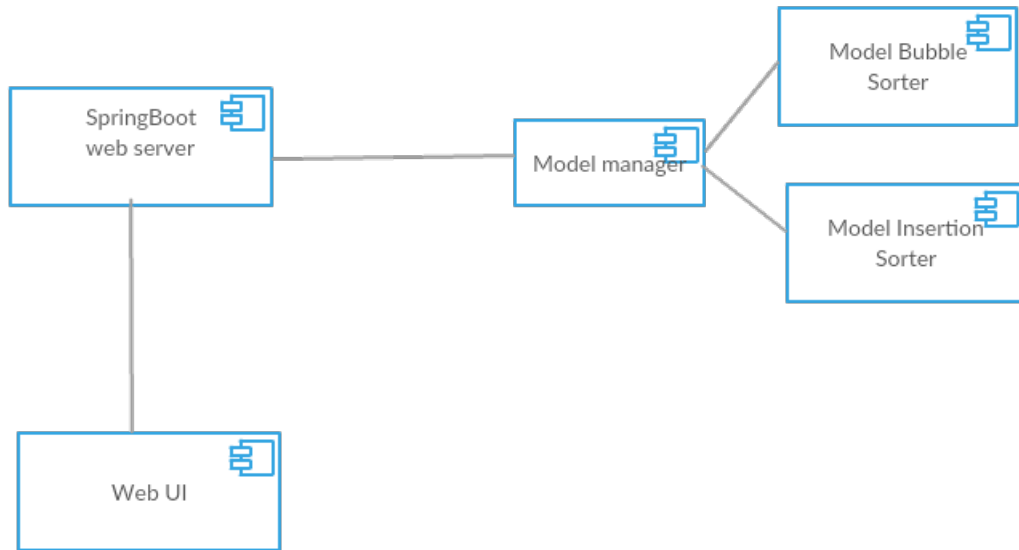 Model Bubble
Sorter
SpringBoot
web server
Model manager
Model Insertion
Sorter
Web UI